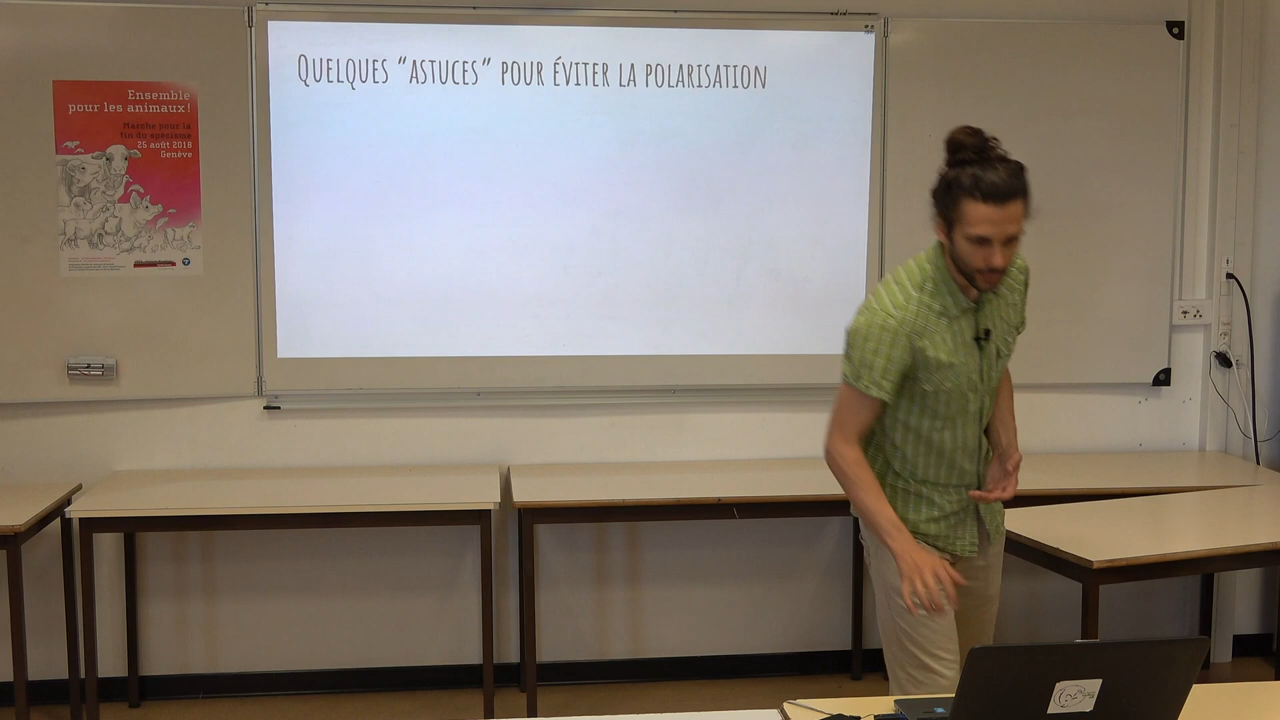 QUELQUES “ASTUCES” POUR ÉVITER LA POLARISATION
Ensemble
pour les animaux!
Marche pour la
fin du spécisme
25 août 2018
Genève